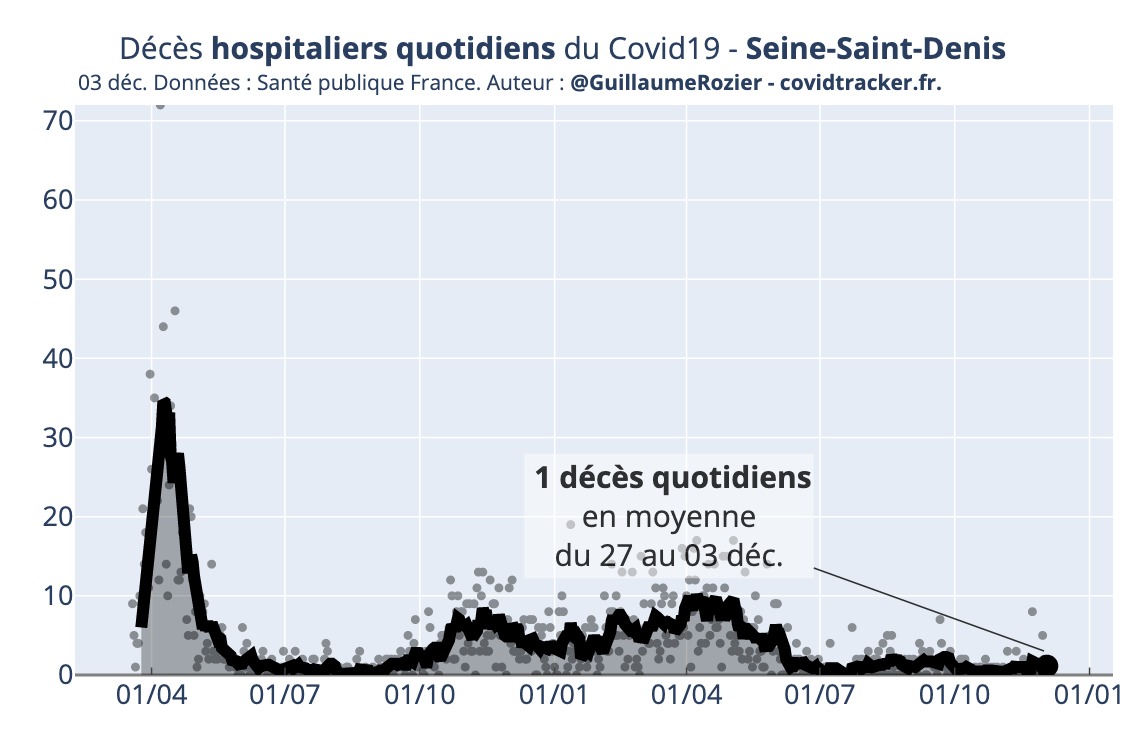 Décès hospitaliers quotidiens du Covid19 - Seine-Saint-Denis
03 déc. Données : Santé publique France. Auteur : @GuillaumeRozier - covidtracker.fr.
70
60
50
40
30
20
10
0
1 décès quotidiens
en moyenne
du 27 au 03 déc.
01/04 01/07 01/10 01/01 01/04 01/07 01/10 01/01